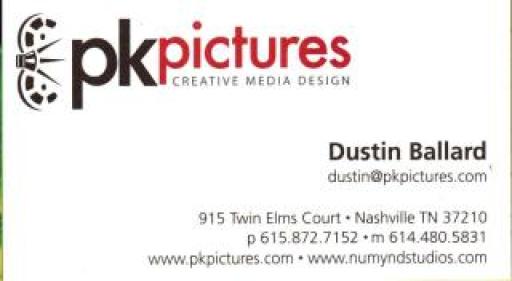 pkpictures
CREATIVE MEDIA DESIGN
Dustin Ballard
dustin@pkpictures.com
915 Twin Elms Court • Nashville TN 37210
p 615.872.7152 • m 614.480.5831
www.pkpictures.com • www.numyndstudios.com